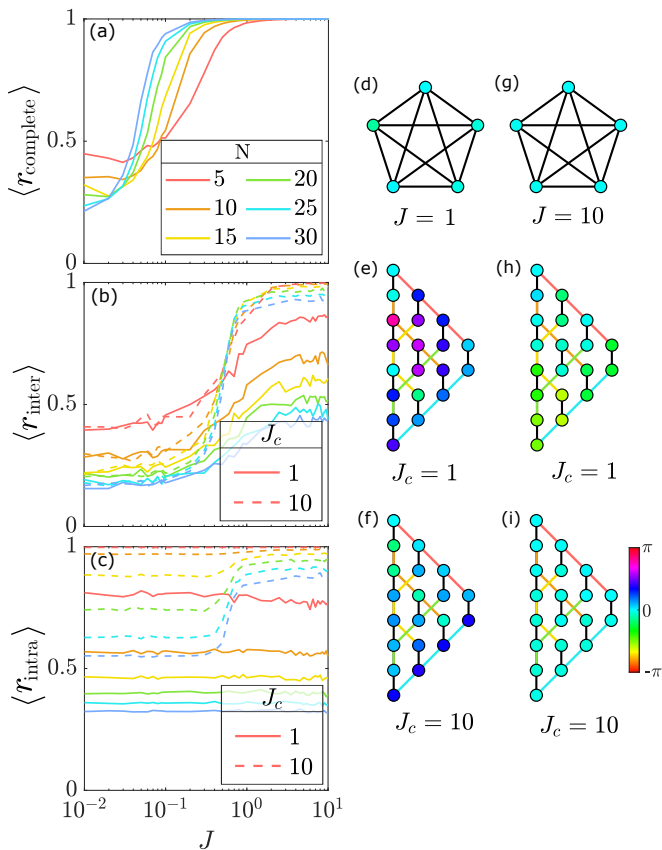 (a)
1
0.5
0
⟨r_complete⟩
N
5 20
10 25
15 30
(b)
1
0.5
0
⟨r_inter⟩
J_c
1
10
(c)
1
0.5
0
⟨r_intra⟩
J_c
1
10
10^-2 10^-1 10^0 10^1
J
(d) (g)
J = 1 J = 10
(e) (h)
J_c = 1 J_c = 1
(f) (i)
π
0
-π
J_c = 10 J_c = 10